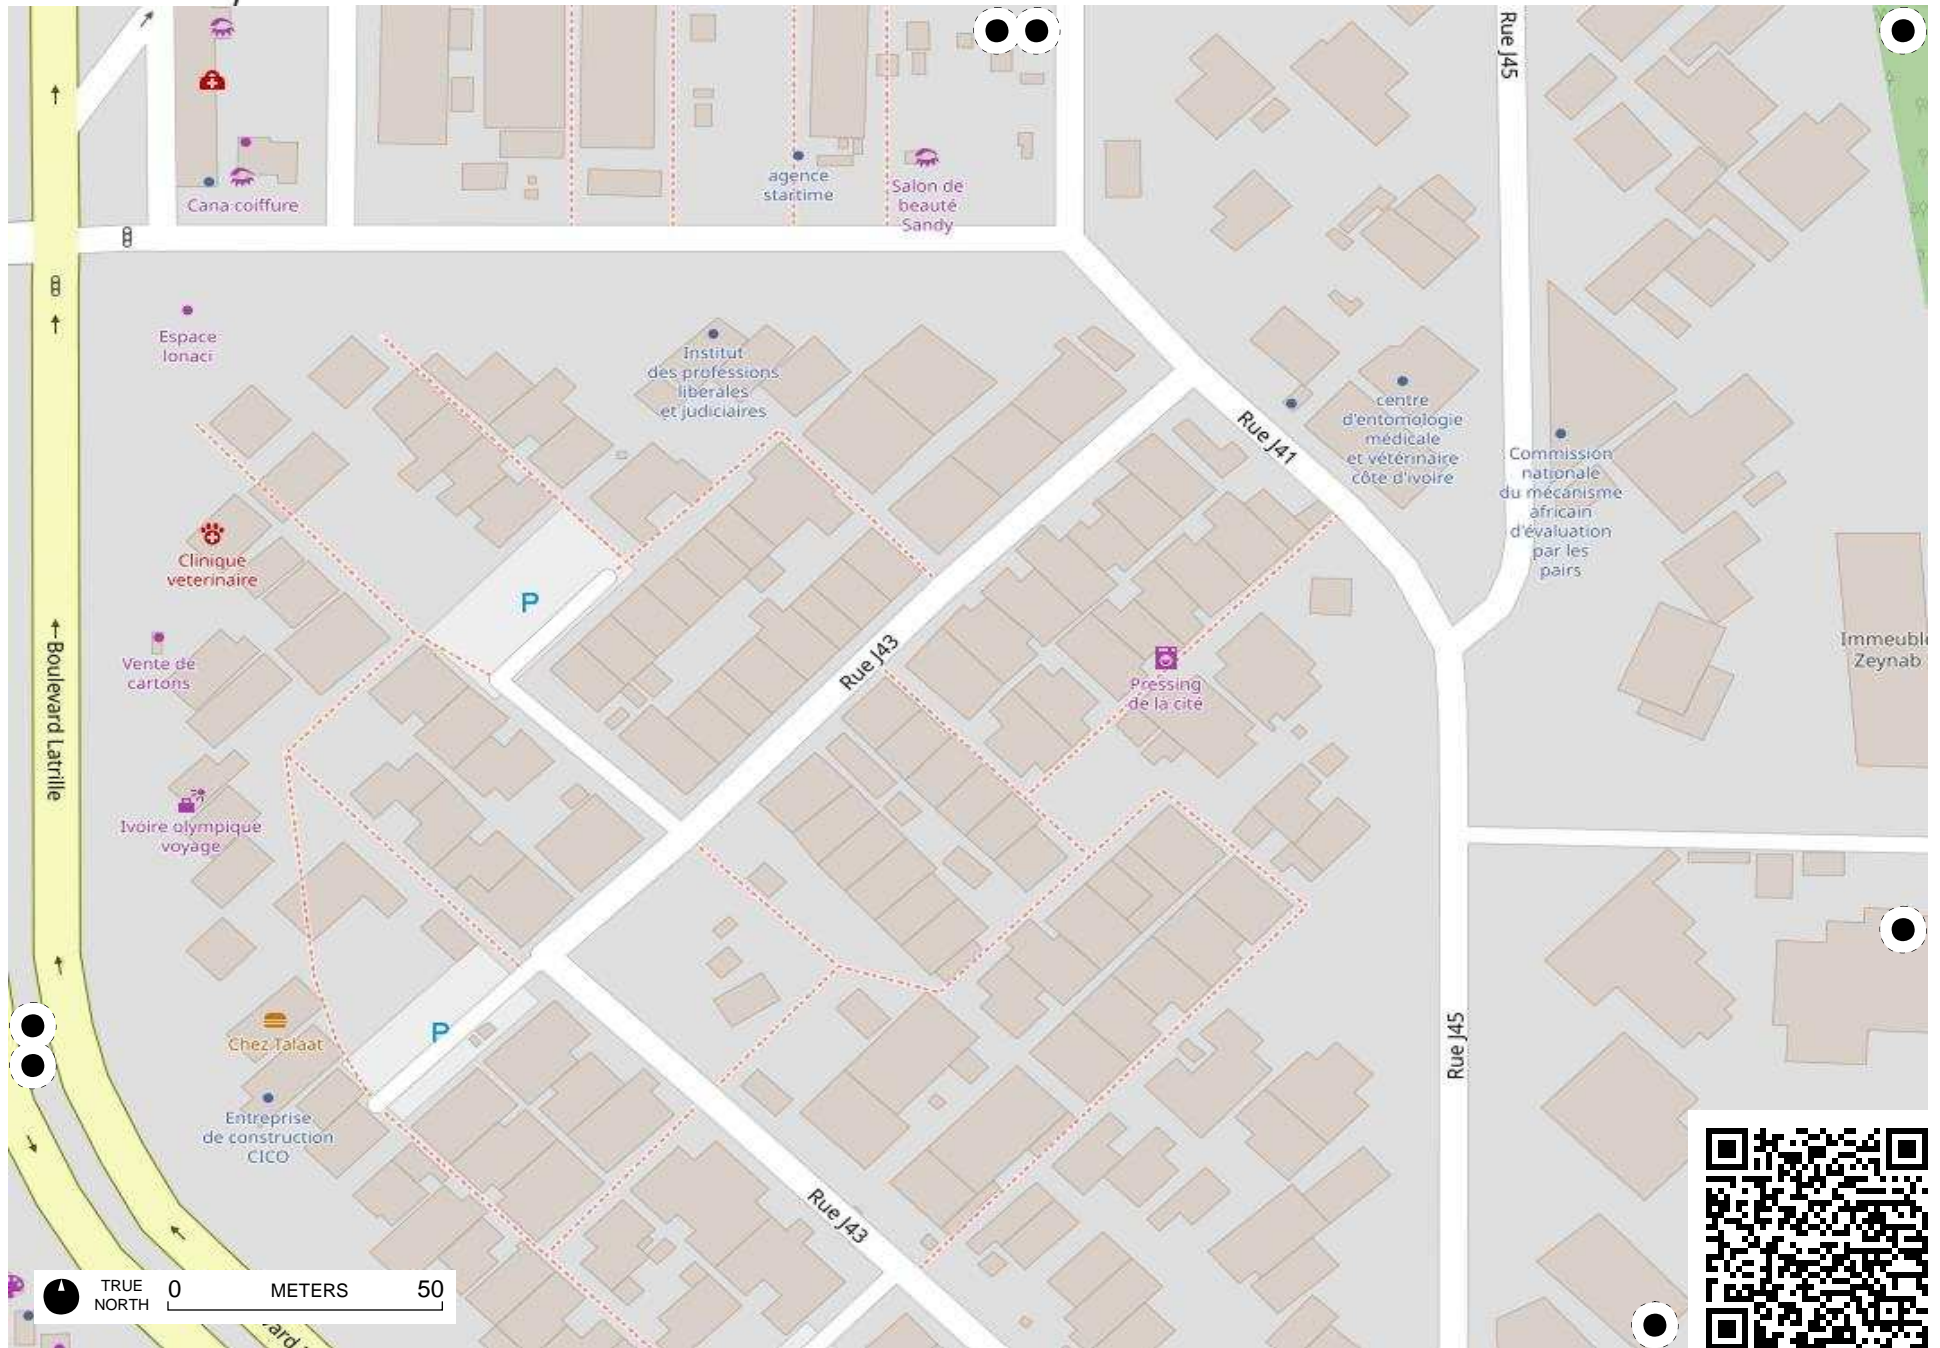 Rue J45
Cana coiffure
agence
startime
Salon de
beauté
Sandy
Espace
lonaci
Institut
des professions
libérales
et judiciaires
Rue J41
centre
d'entomologie
médicale
et vétérinaire
côte d'ivoire
Commission
nationale
du mécanisme
africain
d'évaluation
par les
pairs
Clinique
veterinaire
P
Vente de
cartons
Rue J43
Pressing
de la cité
Immeuble
Zeynab
Boulevard Latrille
Ivoire olympique
voyage
P
Chez Talaat
Rue J45
Entreprise
de construction
CICO
Rue J43
TRUE
NORTH
0 METERS 50